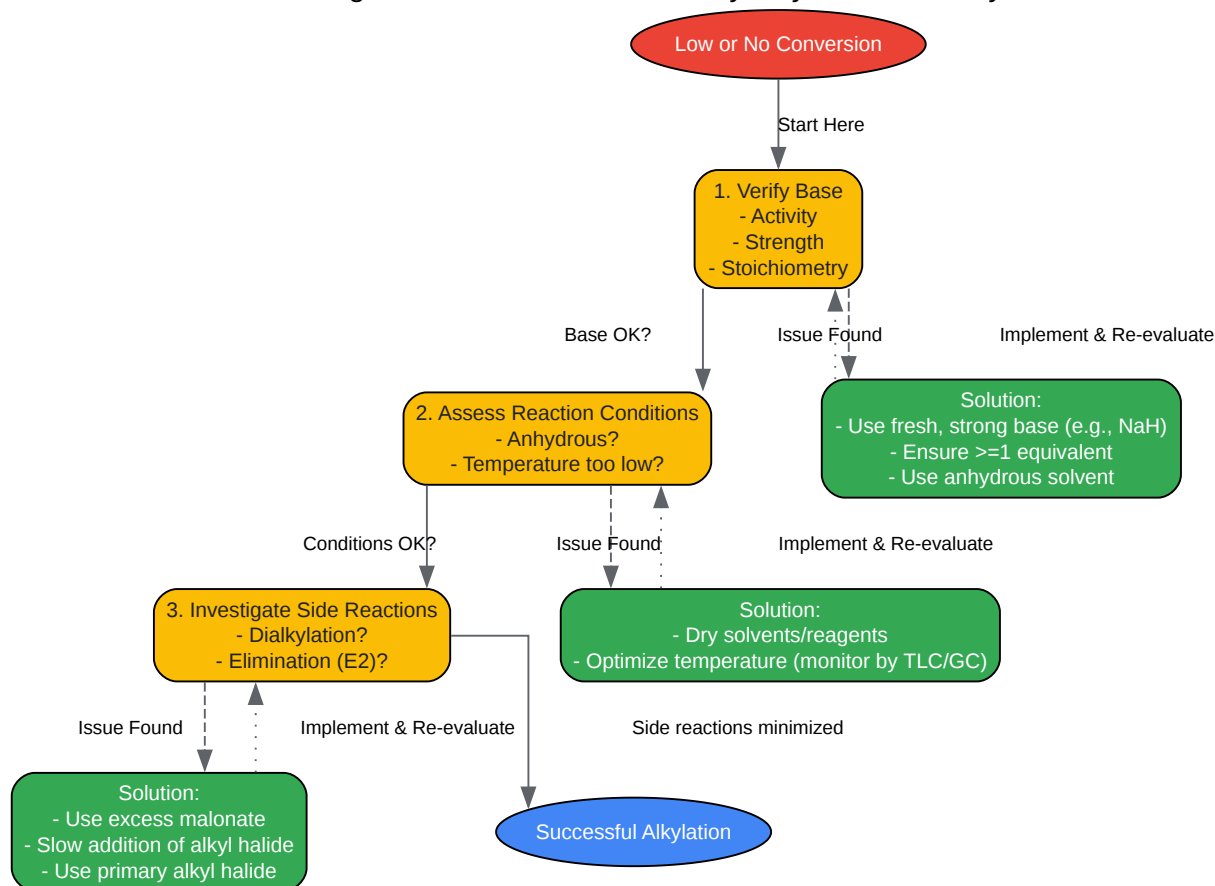 Low or No Conversion
Start Here
1. Verify Base
- Activity
- Strength
- Stoichiometry
Base OK?
Issue Found
Implement & Re-evaluate
Solution:
- Use fresh, strong base (e.g., NaH)
- Ensure >=1 equivalent
- Use anhydrous solvent
2. Assess Reaction Conditions
- Anhydrous?
- Temperature too low?
Conditions OK?
Issue Found
Implement & Re-evaluate
Solution:
- Dry solvents/reagents
- Optimize temperature (monitor by TLC/GC)
3. Investigate Side Reactions
- Dialkylation?
- Elimination (E2)?
Issue Found
Implement & Re-evaluate
Side reactions minimized
Solution:
- Use excess malonate
- Slow addition of alkyl halide
- Use primary alkyl halide
Successful Alkylation